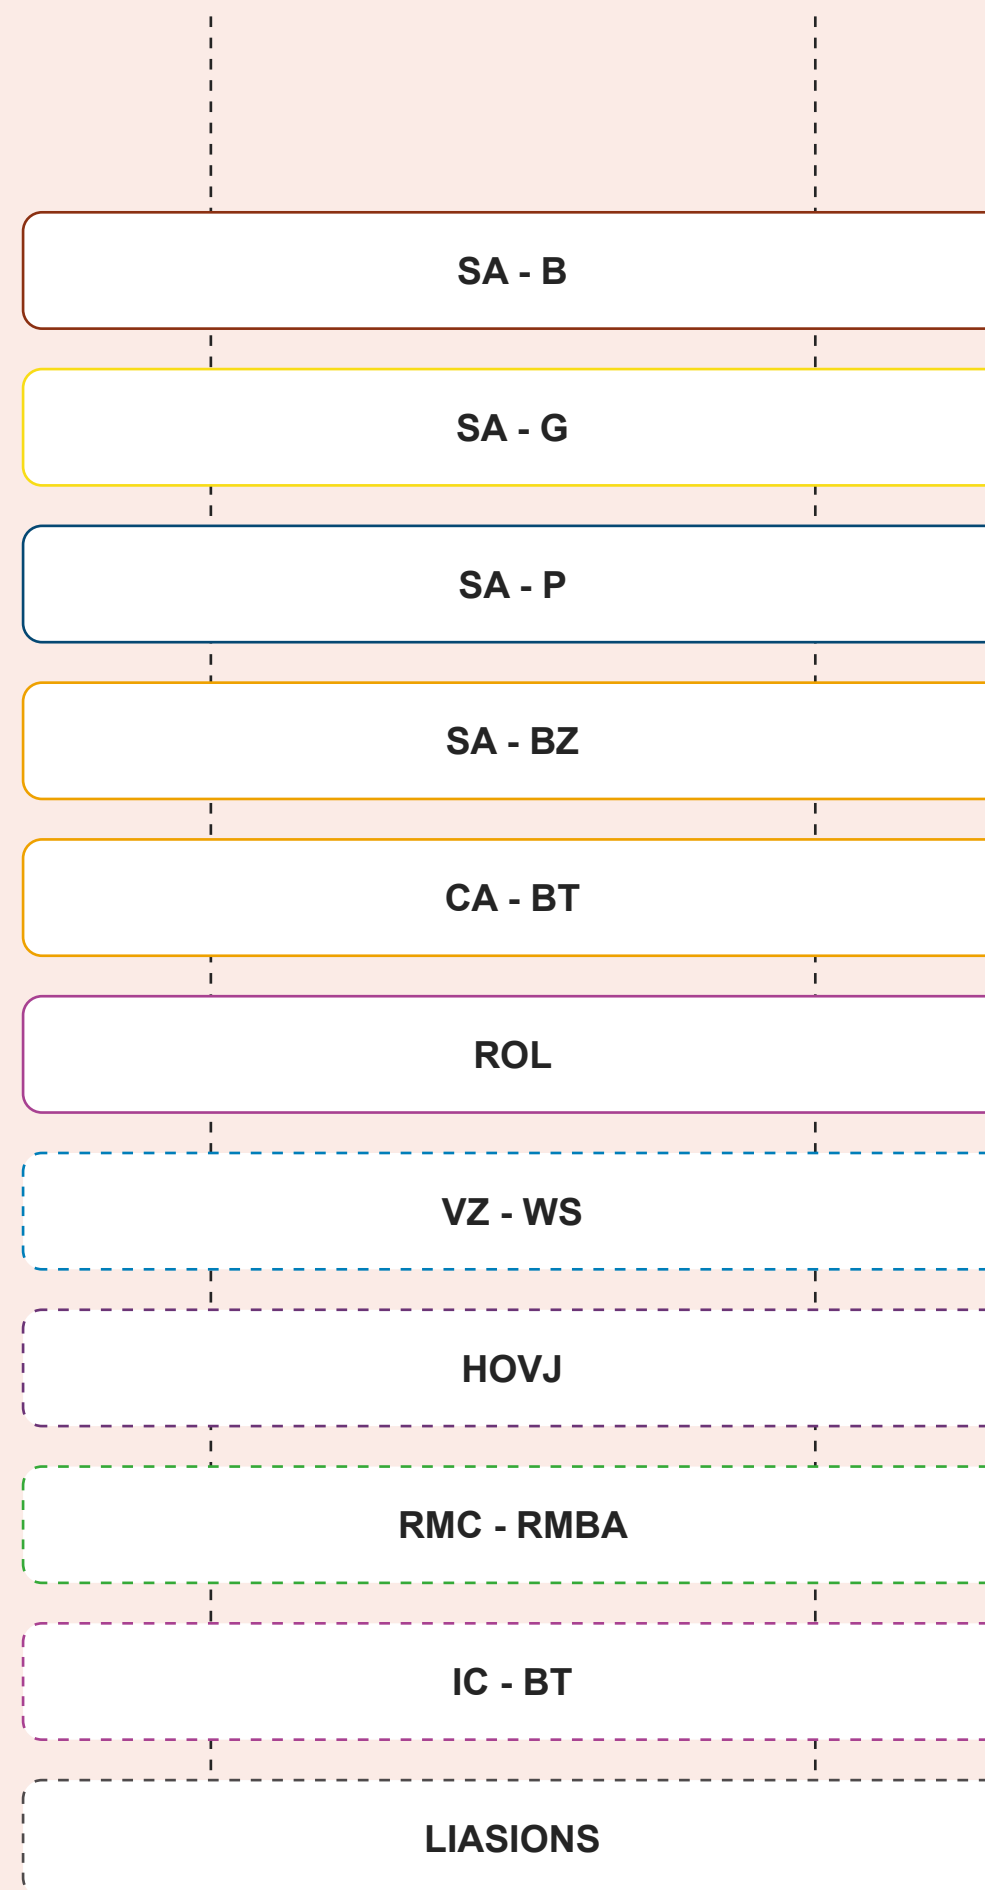 SA - B
SA - G
SA - P
SA - BZ
CA - BT
ROL
VZ - WS
HOVJ
RMC - RMBA
IC - BT
LIASIONS